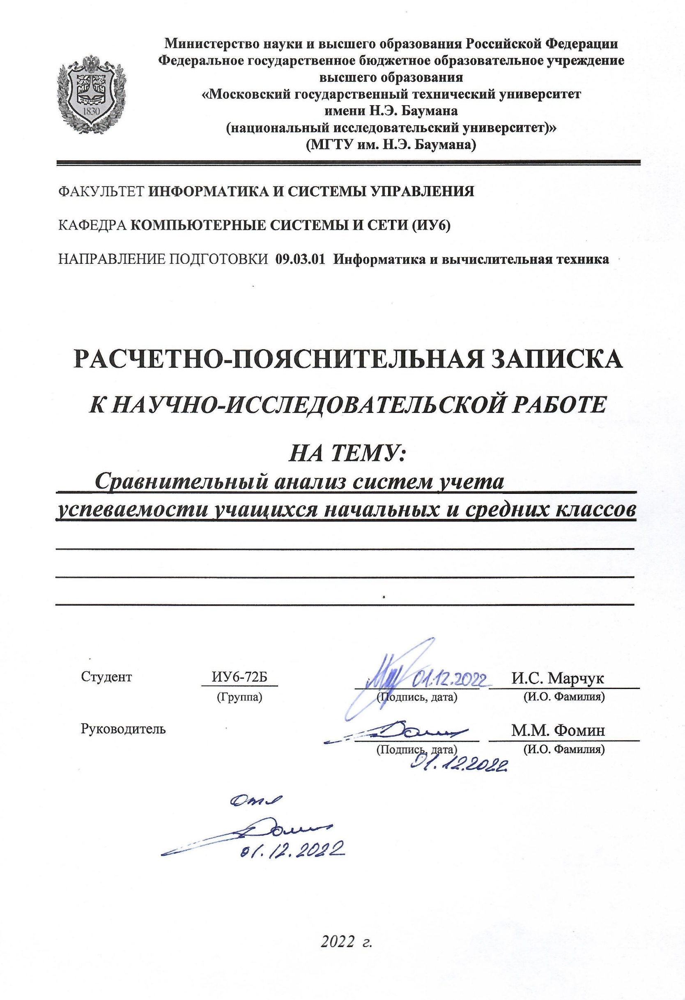 Министерство науки и высшего образования Российской Федерации
Федеральное государственное бюджетное образовательное учреждение
высшего образования
«Московский государственный технический университет
имени Н.Э. Баумана
(национальный исследовательский университет)»
(МГТУ им. Н.Э. Баумана)
МГТУ
1830
ФАКУЛЬТЕТ ИНФОРМАТИКА И СИСТЕМЫ УПРАВЛЕНИЯ
КАФЕДРА КОМПЬЮТЕРНЫЕ СИСТЕМЫ И СЕТИ (ИУ6)
НАПРАВЛЕНИЕ ПОДГОТОВКИ 09.03.01 Информатика и вычислительная техника
РАСЧЕТНО-ПОЯСНИТЕЛЬНАЯ ЗАПИСКА
К НАУЧНО-ИССЛЕДОВАТЕЛЬСКОЙ РАБОТЕ
НА ТЕМУ:
Сравнительный анализ систем учета
успеваемости учащихся начальных и средних классов
Студент ИУ6-72Б 01.12.2022 И.С. Марчук
(Группа) (Подпись, дата) (И.О. Фамилия)
Руководитель М.М. Фомин
(Подпись, дата) (И.О. Фамилия)
01.12.2022
01.12.2022
2022 г.